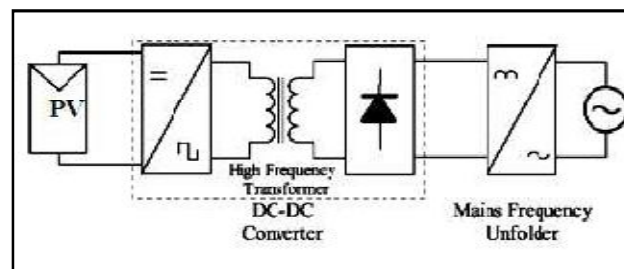 PV
High Frequency
Transformer
DC-DC
Converter
Mains Frequency
Unfolder